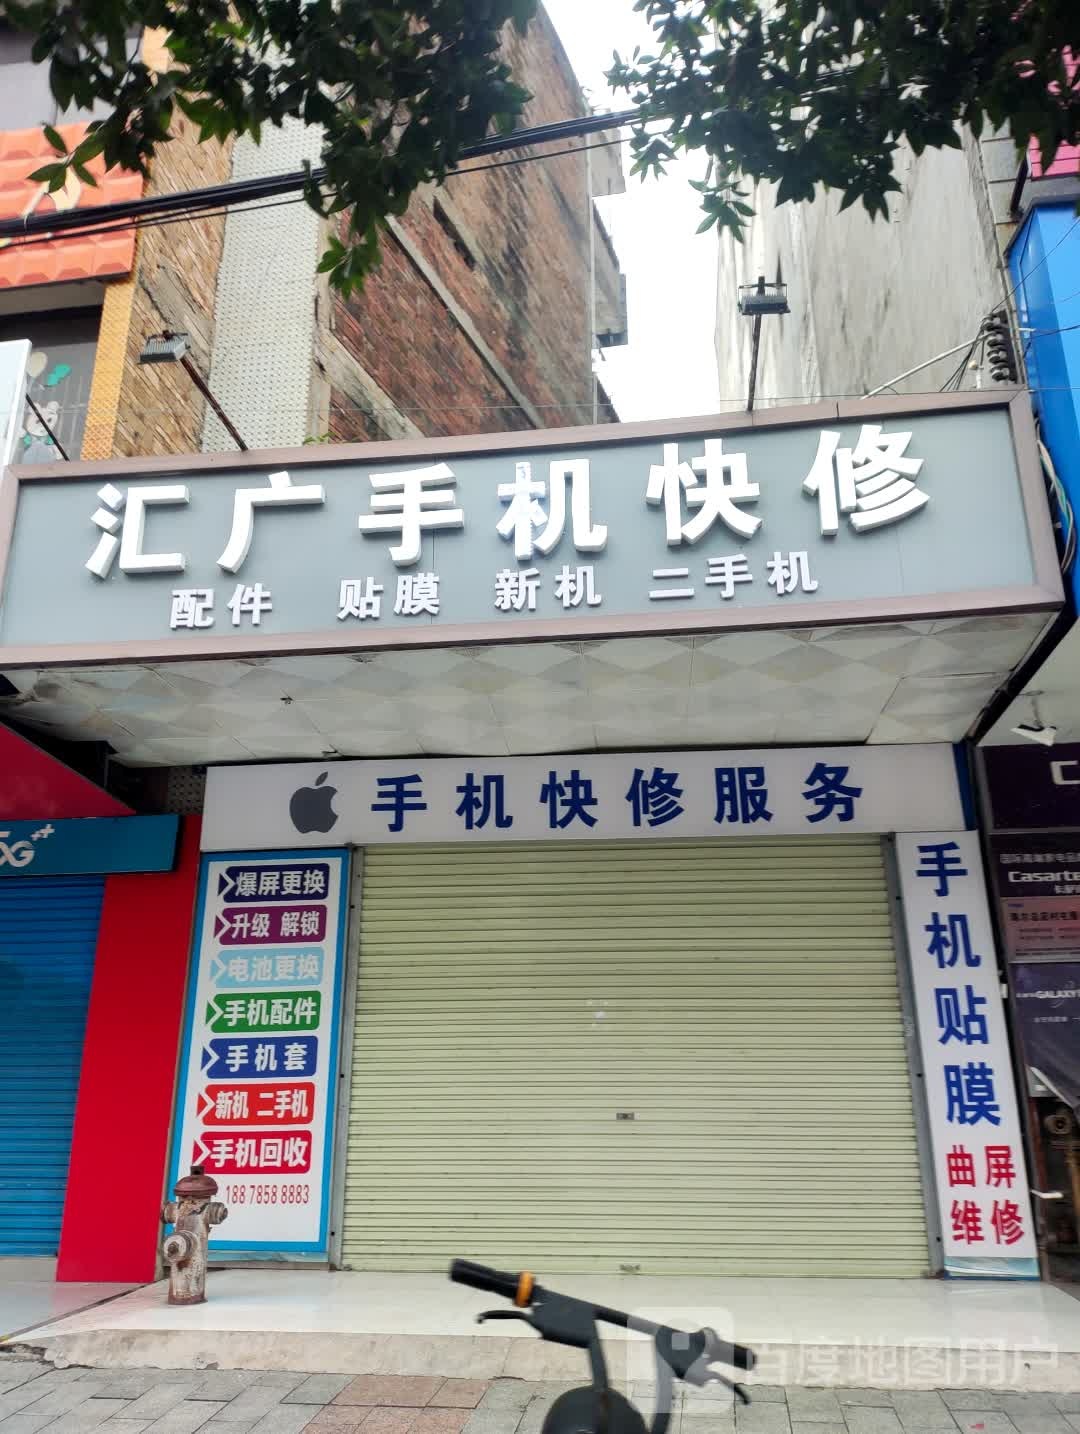 汇广手机快修
配件 贴膜 新机 二手机
手机快修服务
爆屏更换
升级 解锁
电池更换
手机配件
手机套
新机 二手机
手机回收
188 7858 8883
手机贴膜
曲屏
维修
5G++
Casarte
GALAXY
百度地图用户